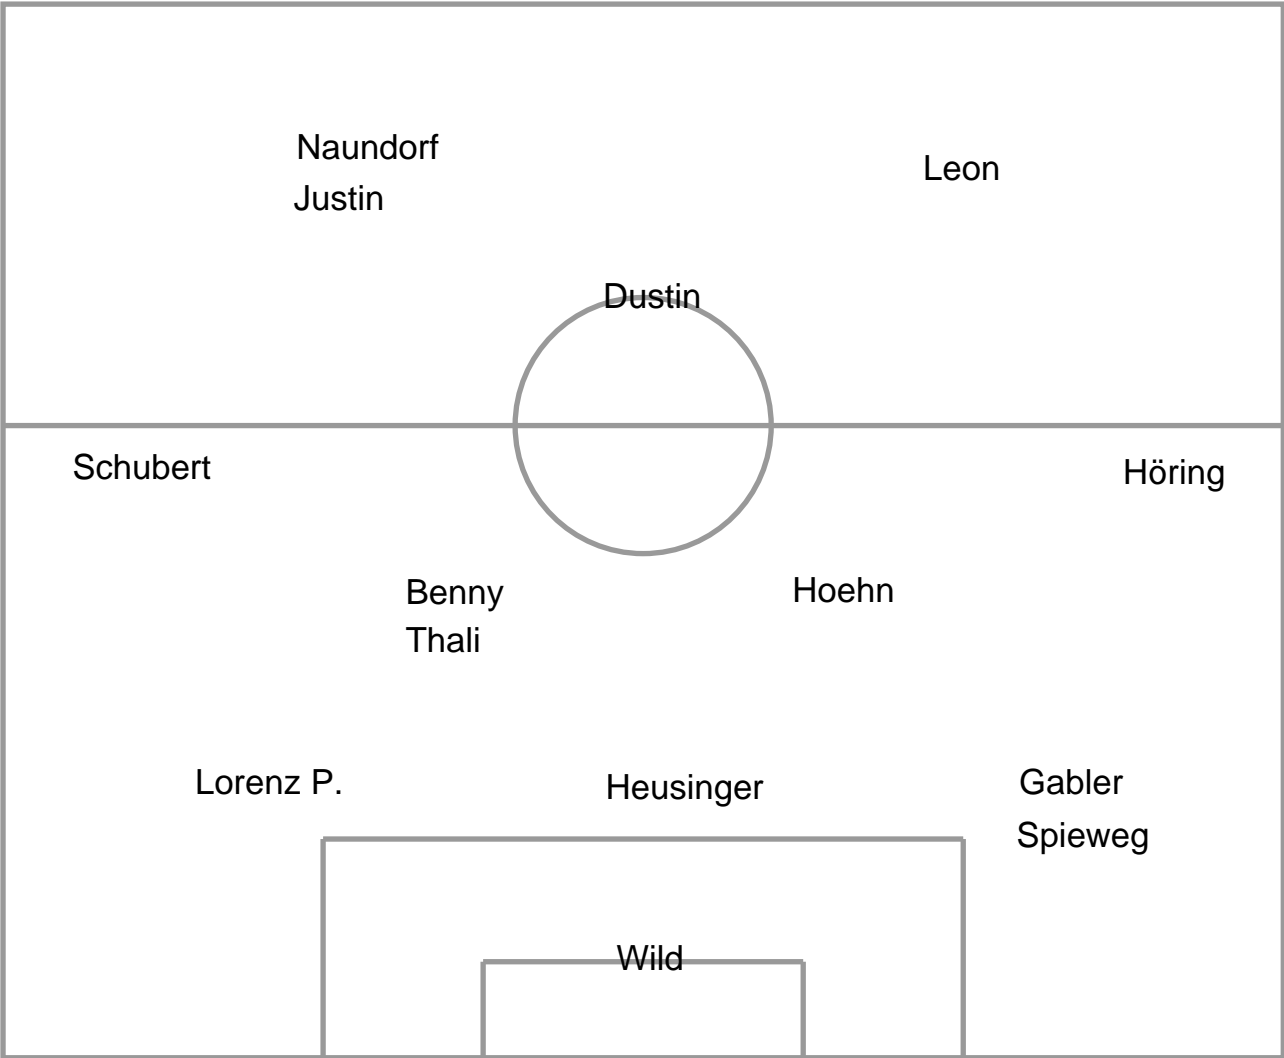 Naundorf
Justin
Leon
Dustin
Schubert
Höring
Benny
Thali
Hoehn
Lorenz P.
Heusinger
Gabler
Spieweg
Wild